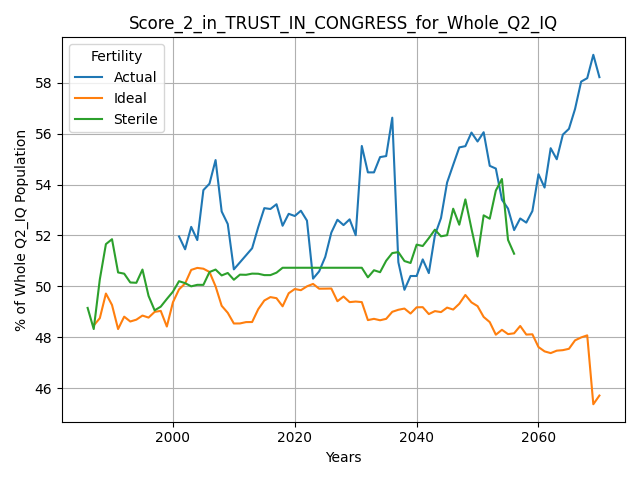 Score_2_in_TRUST_IN_CONGRESS_for_Whole_Q2_IQ
Fertility
Actual
Ideal
Sterile
% of Whole Q2_IQ Population
58
56
54
52
50
48
46
2000
2020
2040
2060
Years